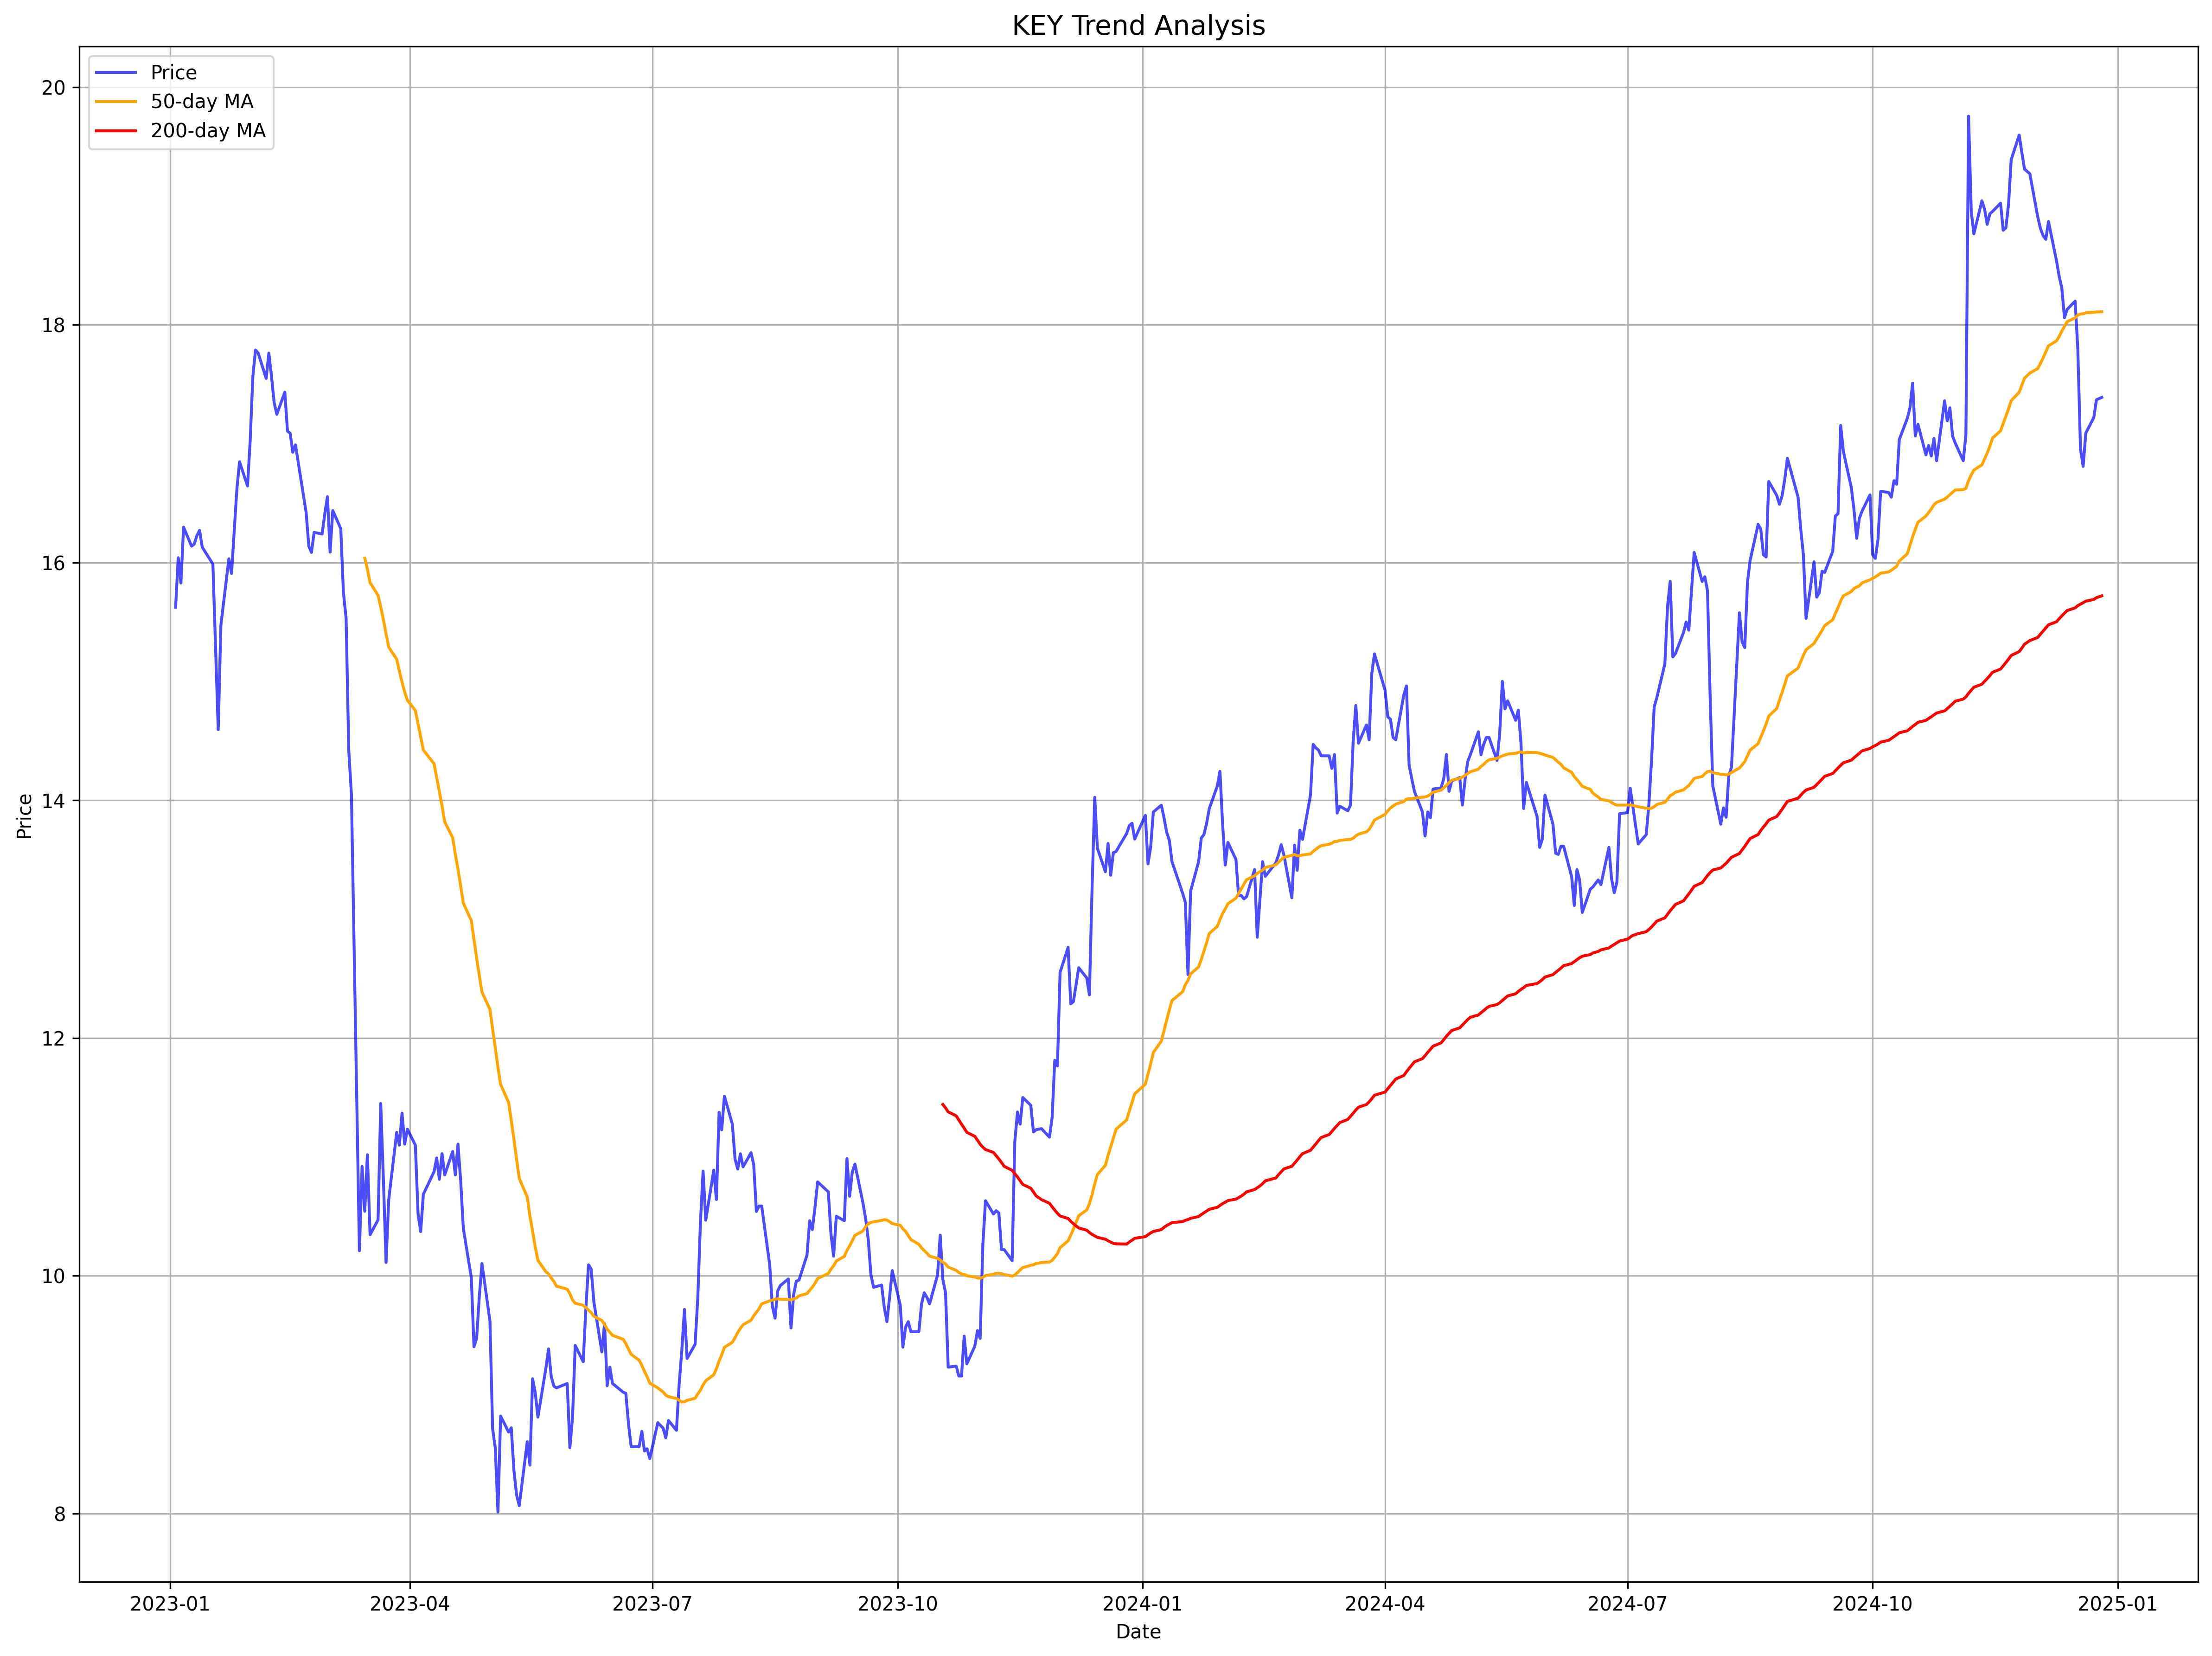 KEY Trend Analysis
Price
50-day MA
200-day MA
20
18
16
14
12
10
8
Price
2023-01
2023-04
2023-07
2023-10
2024-01
2024-04
2024-07
2024-10
2025-01
Date